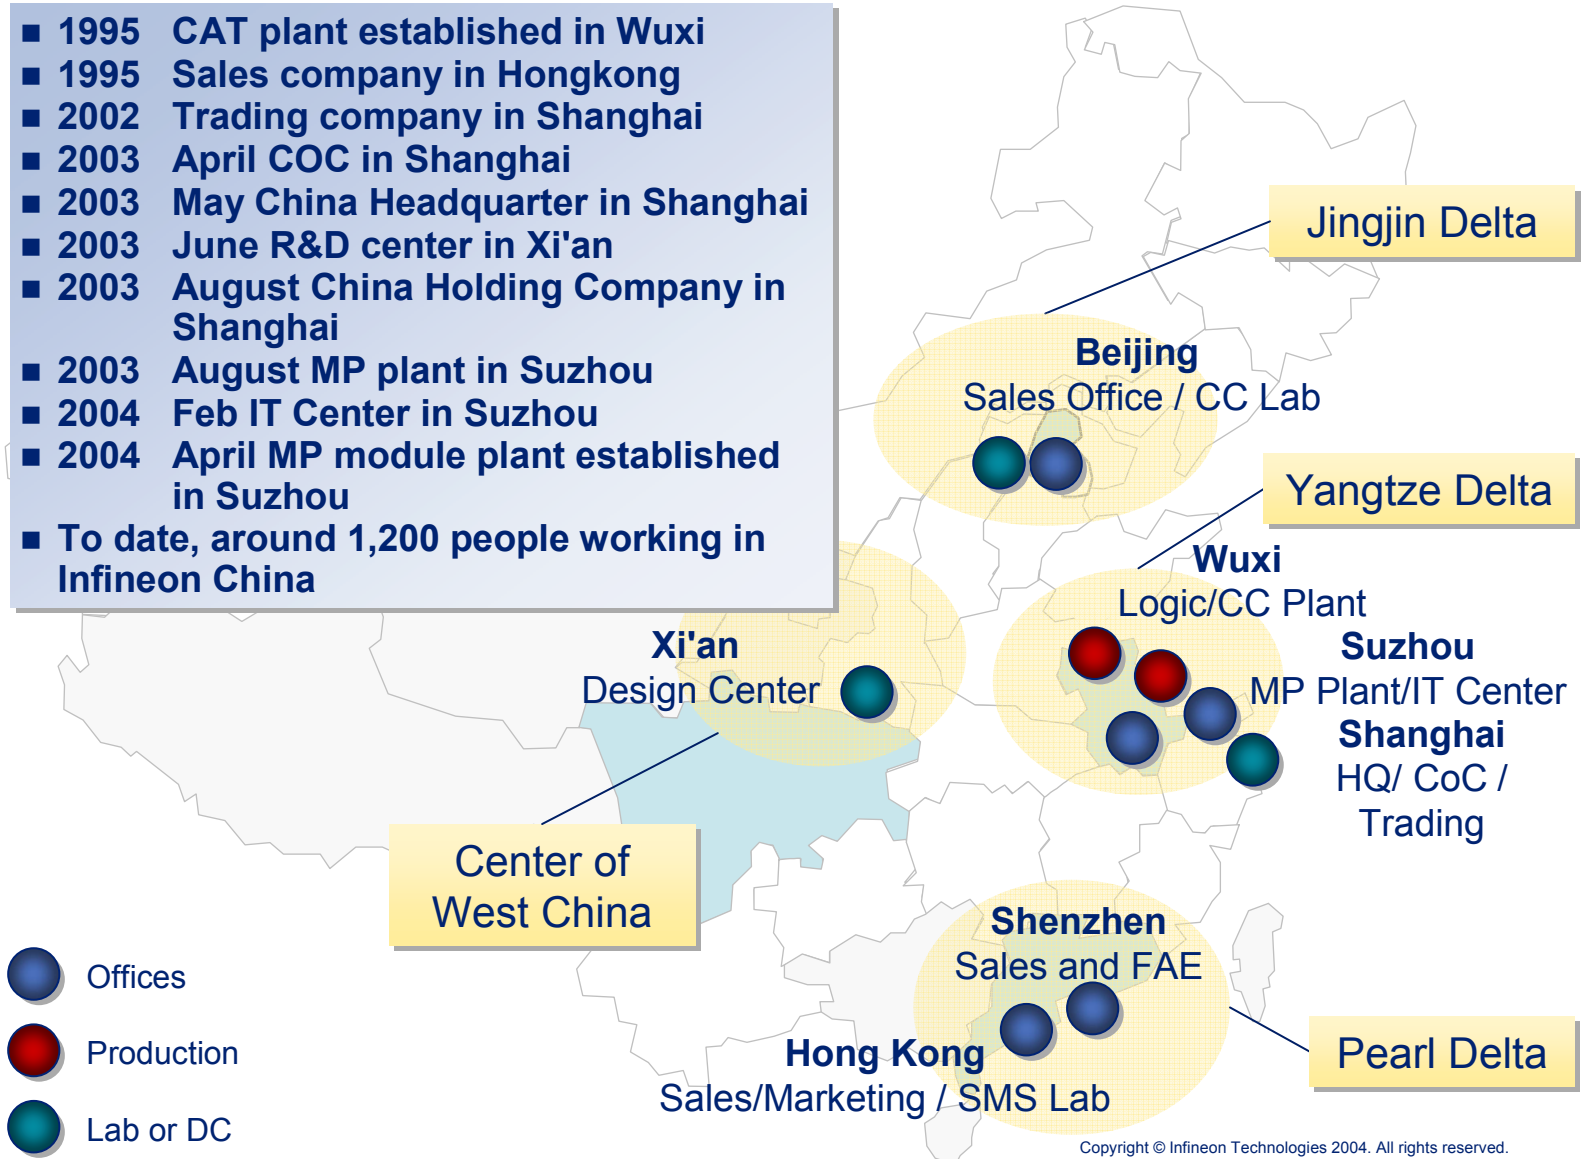 ■ 1995 CAT plant established in Wuxi
■ 1995 Sales company in Hongkong
■ 2002 Trading company in Shanghai
■ 2003 April COC in Shanghai
■ 2003 May China Headquarter in Shanghai
■ 2003 June R&D center in Xi'an
■ 2003 August China Holding Company in
Shanghai
■ 2003 August MP plant in Suzhou
■ 2004 Feb IT Center in Suzhou
■ 2004 April MP module plant established
in Suzhou
■ To date, around 1,200 people working in
Infineon China
Jingjin Delta
Beijing
Sales Office / CC Lab
Yangtze Delta
Wuxi
Logic/CC Plant
Suzhou
MP Plant/IT Center
Shanghai
HQ/ CoC /
Trading
Xi'an
Design Center
Center of
West China
Shenzhen
Sales and FAE
Hong Kong
Sales/Marketing / SMS Lab
Pearl Delta
Offices
Production
Lab or DC
Copyright © Infineon Technologies 2004. All rights reserved.